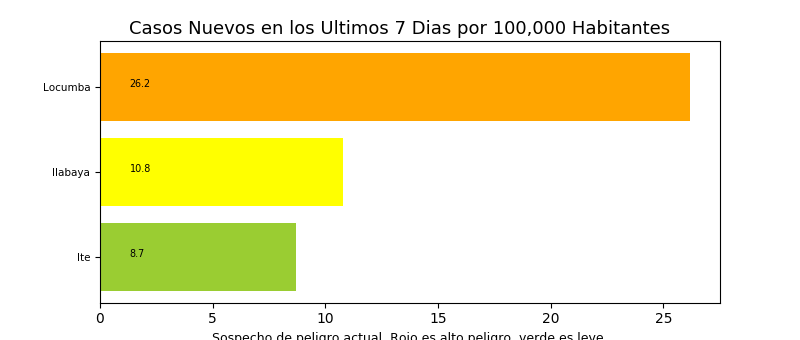 Casos Nuevos en los Ultimos 7 Dias por 100,000 Habitantes
Locumba
26.2
Ilabaya
10.8
Ite
8.7
0 5 10 15 20 25
Sospecho de peligro actual. Rojo es alto peligro, verde es leve